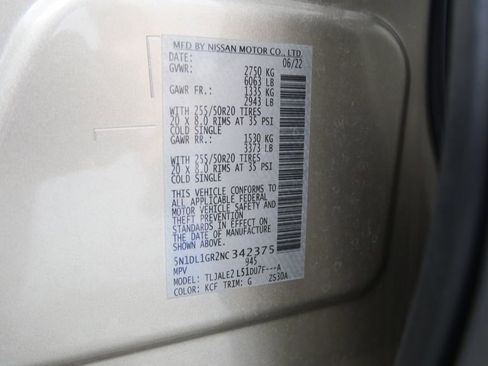 MFD BY NISSAN MOTOR CO., LTD.
DATE: 06/22
GVWR: 2750 KG
6063 LB
GAWR FR.: 1335 KG
2943 LB
WITH 255/50R20 TIRES
20 x 8.0 RIMS AT 35 PSI
COLD SINGLE
GAWR RR.: 1530 KG
3373 LB
WITH 255/50R20 TIRES
20 x 8.0 RIMS AT 35 PSI
COLD SINGLE
THIS VEHICLE CONFORMS TO
ALL APPLICABLE FEDERAL
MOTOR VEHICLE SAFETY AND
THEFT PREVENTION
STANDARDS IN EFFECT ON
THE DATE OF MANUFACTURE
SHOWN ABOVE.
5N1DL1GR2NC342375
MPV 945
MODEL: TLJALE2 L51DU7F---A
COLOR: KCF TRIM: G ZS3DA